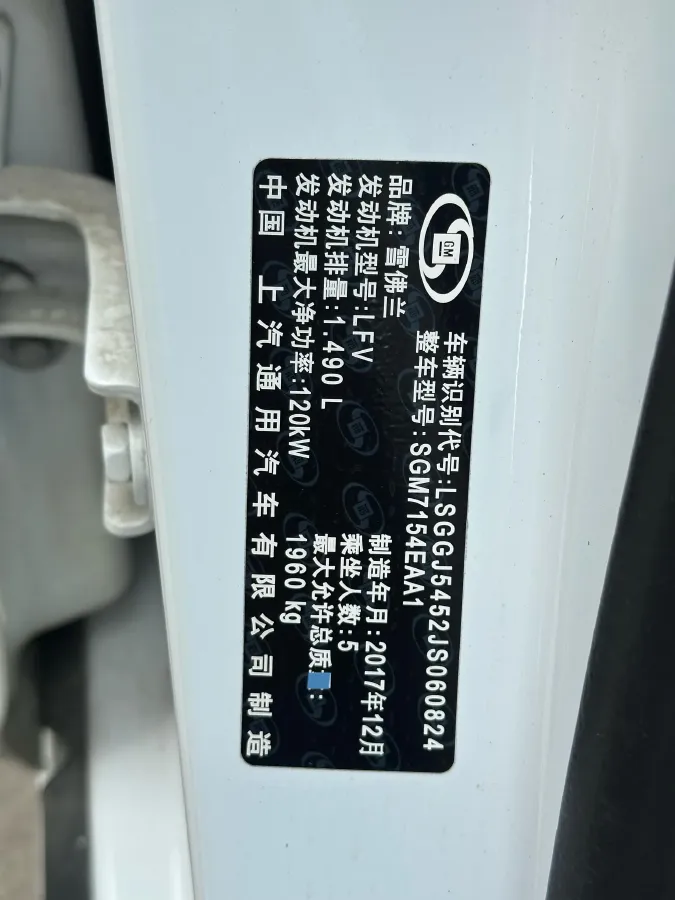 GM
车辆识别代号:LSGGJ5452JS060824
整车型号:SGM7154EAA1
品牌:雪佛兰
发动机型号:LFV
制造年月:2017年12月
发动机排量:1.490 L
乘坐人数:5
发动机最大净功率:120kW
最大允许总质:
1960 kg
中国 上汽通用汽车有限公司制造